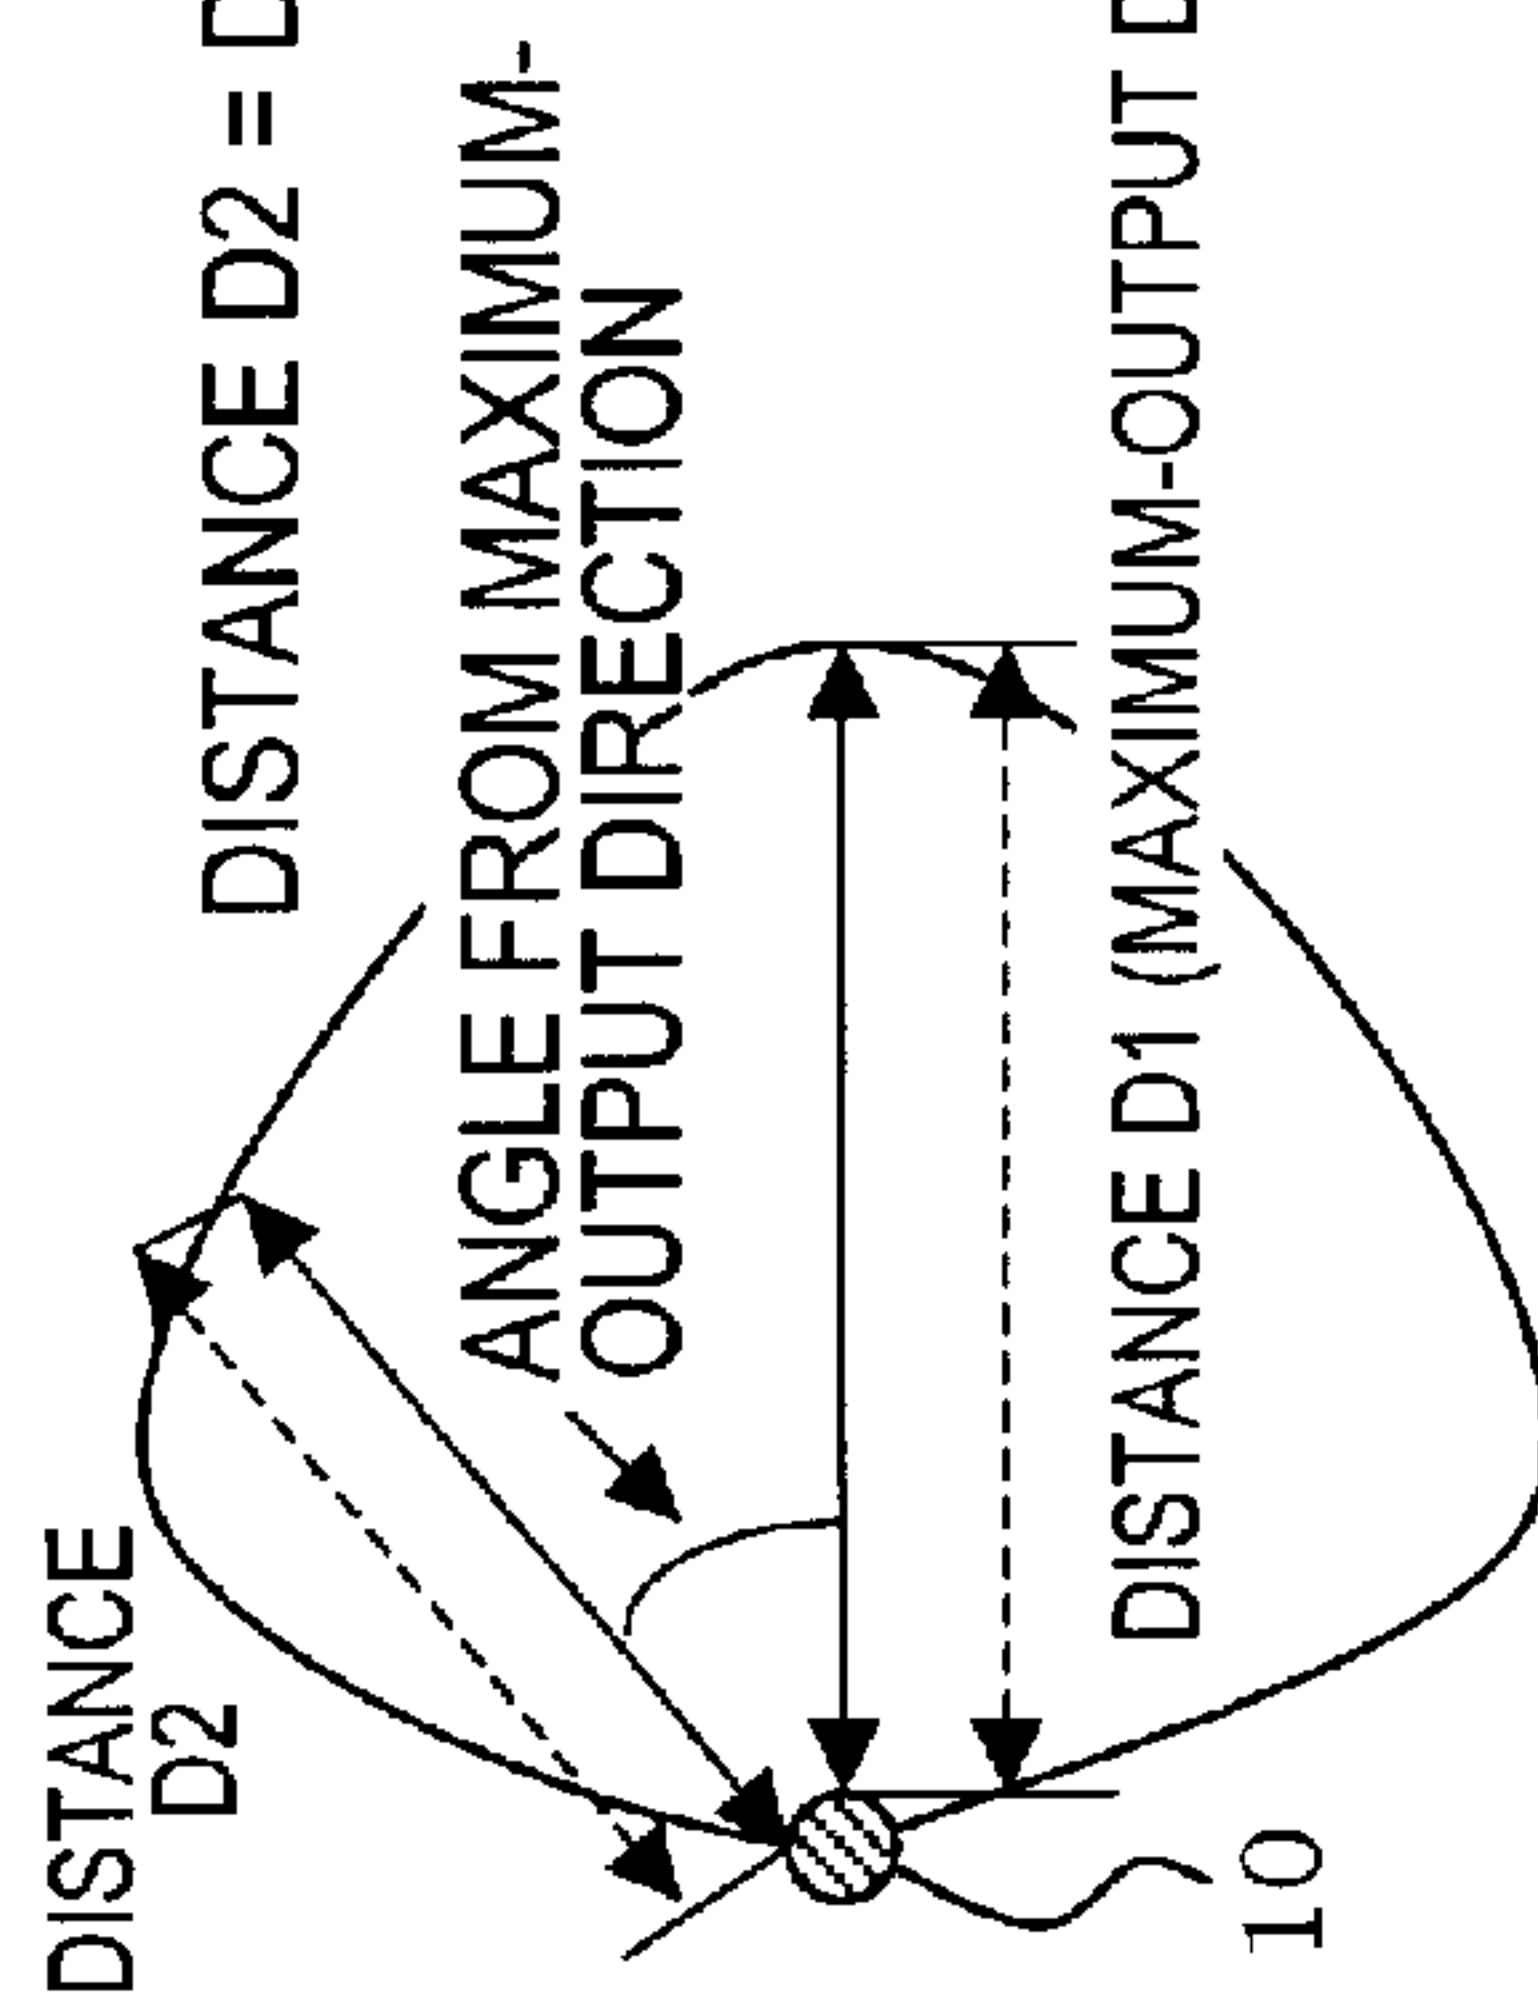 DISTANCE
D2
DISTANCE D2 = D
ANGLE FROM MAXIMUM-
OUTPUT DIRECTION
DISTANCE D1 (MAXIMUM-OUTPUT D
10